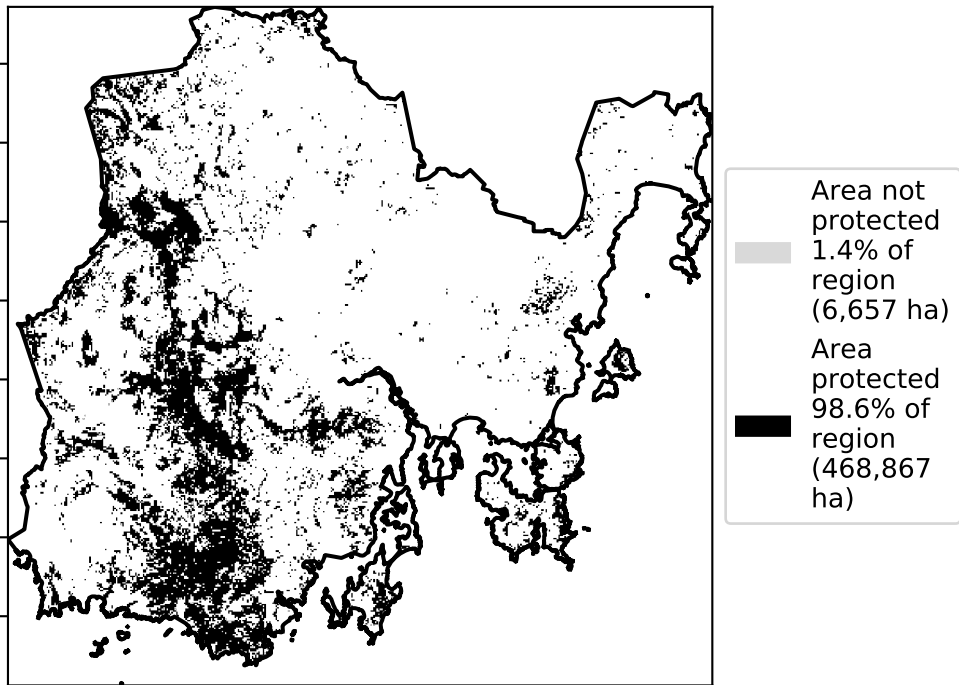 Area not
protected
1.4% of
region
(6,657 ha)
Area
protected
98.6% of
region
(468,867
ha)